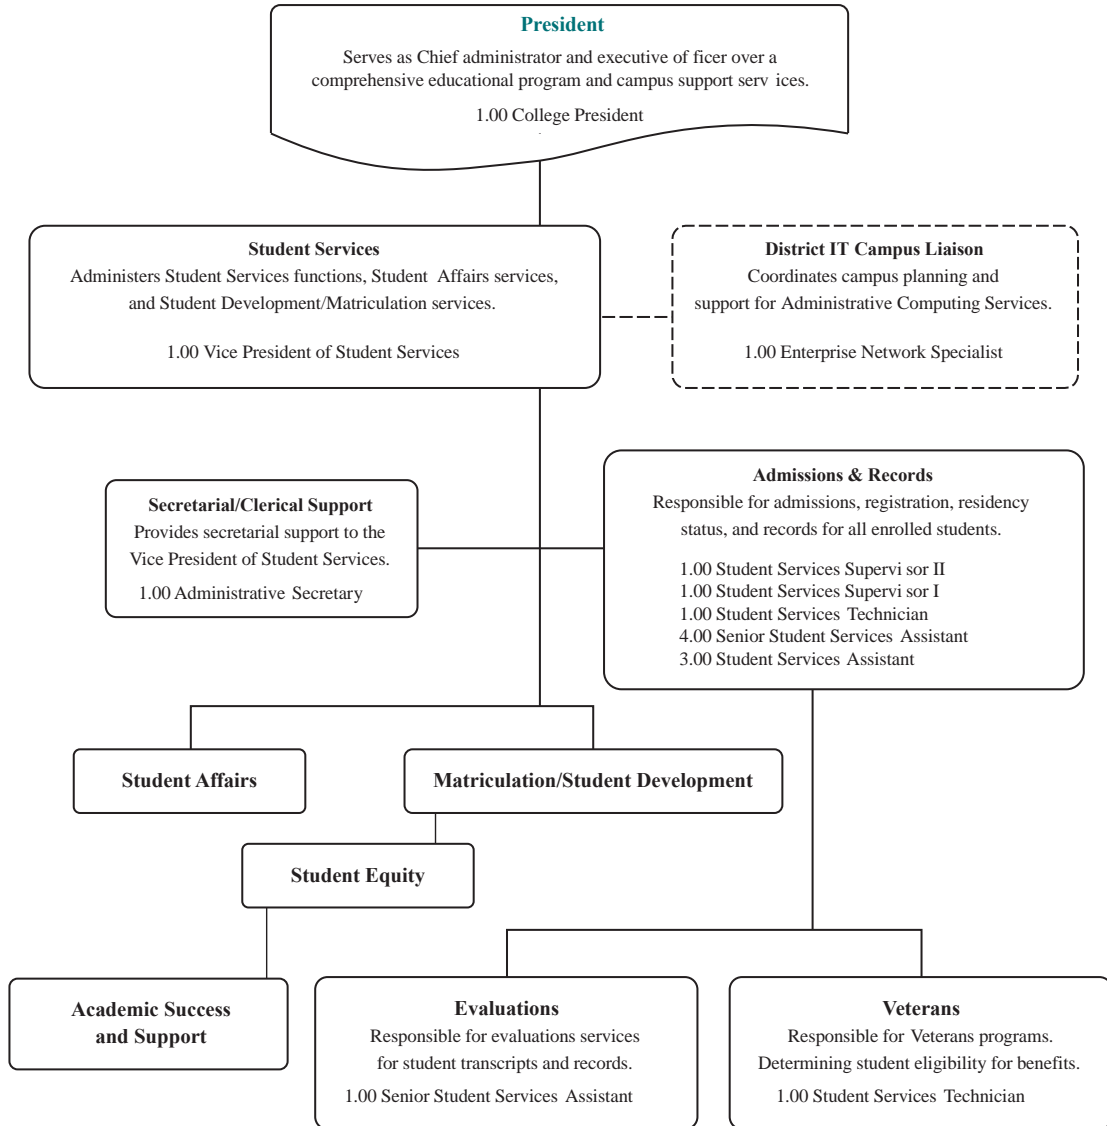 President
Serves as Chief administrator and executive of ficer over a
comprehensive educational program and campus support serv ices.
1.00 College President
Student Services
Administers Student Services functions, Student Affairs services,
and Student Development/Matriculation services.
1.00 Vice President of Student Services
District IT Campus Liaison
Coordinates campus planning and
support for Administrative Computing Services.
1.00 Enterprise Network Specialist
Secretarial/Clerical Support
Provides secretarial support to the
Vice President of Student Services.
1.00 Administrative Secretary
Admissions & Records
Responsible for admissions, registration, residency
status, and records for all enrolled students.
1.00 Student Services Supervi sor II
1.00 Student Services Supervi sor I
1.00 Student Services Technician
4.00 Senior Student Services Assistant
3.00 Student Services Assistant
Student Affairs
Matriculation/Student Development
Student Equity
Academic Success
and Support
Evaluations
Responsible for evaluations services
for student transcripts and records.
1.00 Senior Student Services Assistant
Veterans
Responsible for Veterans programs.
Determining student eligibility for benefits.
1.00 Student Services Technician